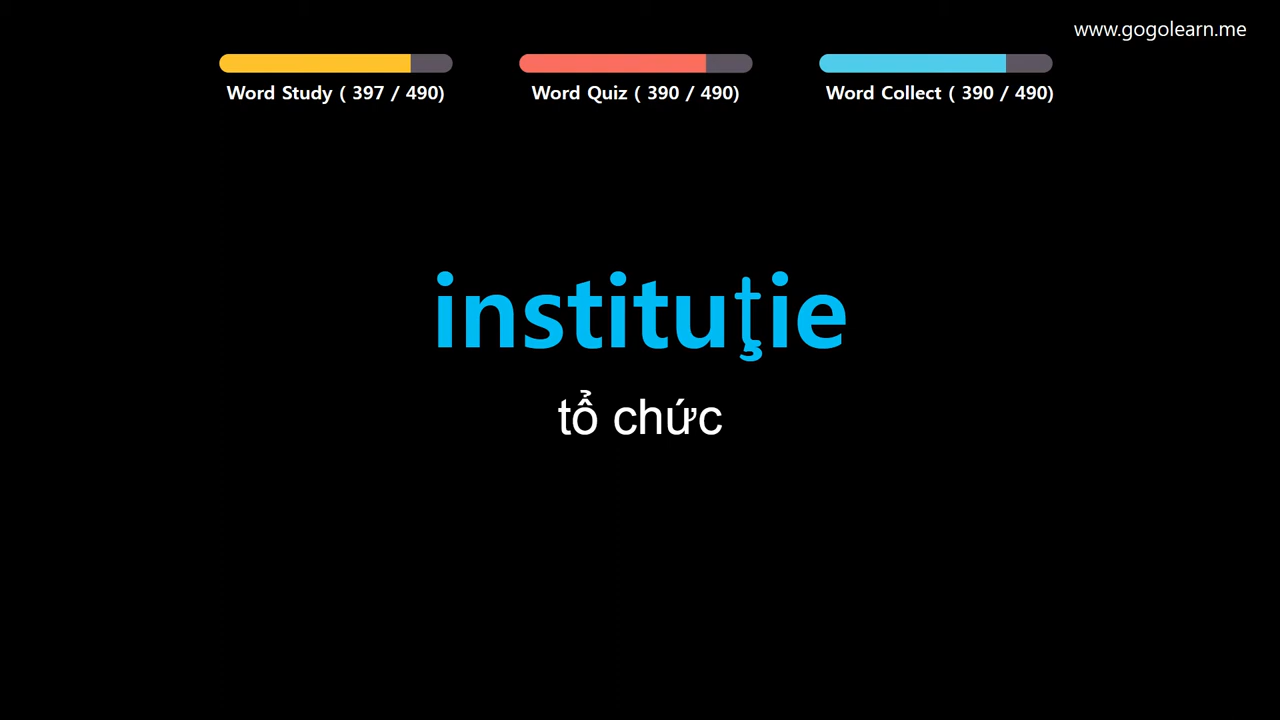 www.gogolearn.me
Word Study ( 397 / 490)
Word Quiz ( 390 / 490)
Word Collect ( 390 / 490)
instituţie
tổ chức